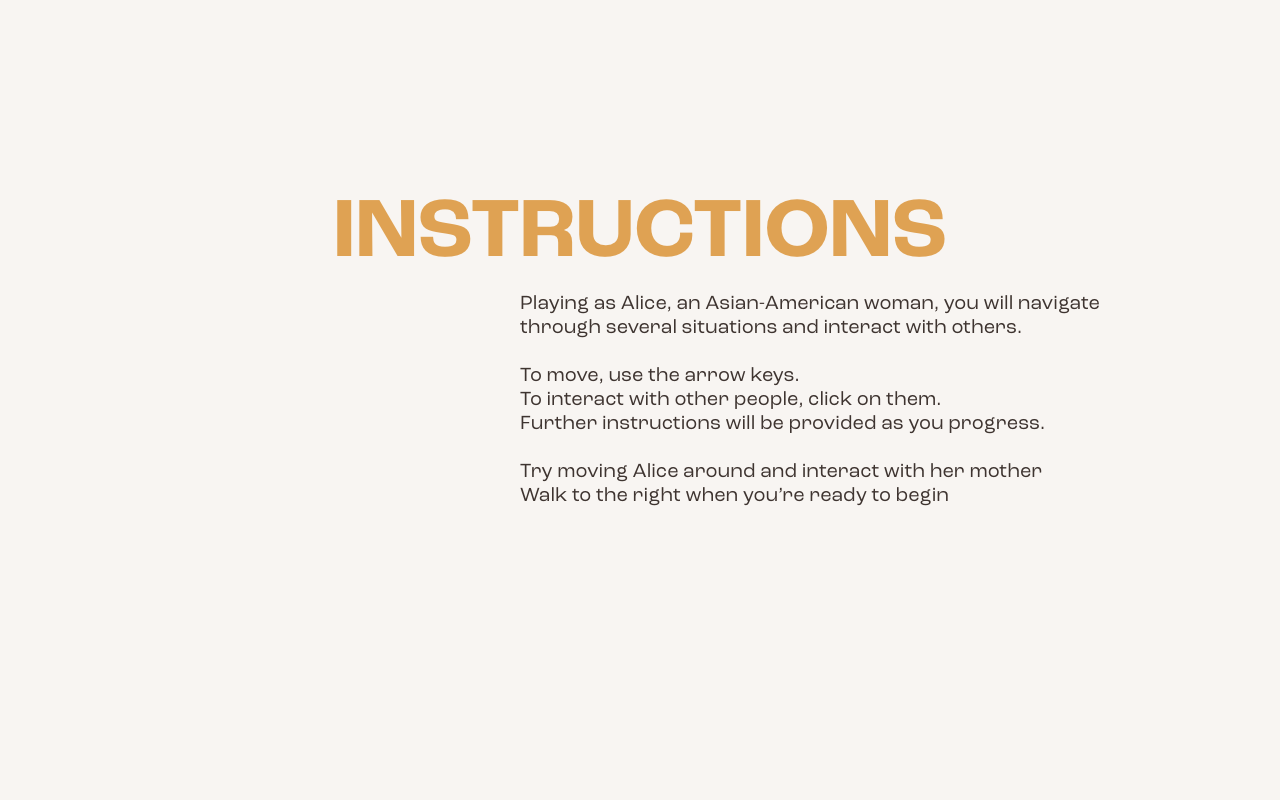 INSTRUCTIONS
Playing as Alice, an Asian-American woman, you will navigate
through several situations and interact with others.
To move, use the arrow keys.
To interact with other people, click on them.
Further instructions will be provided as you progress.
Try moving Alice around and interact with her mother
Walk to the right when you’re ready to begin